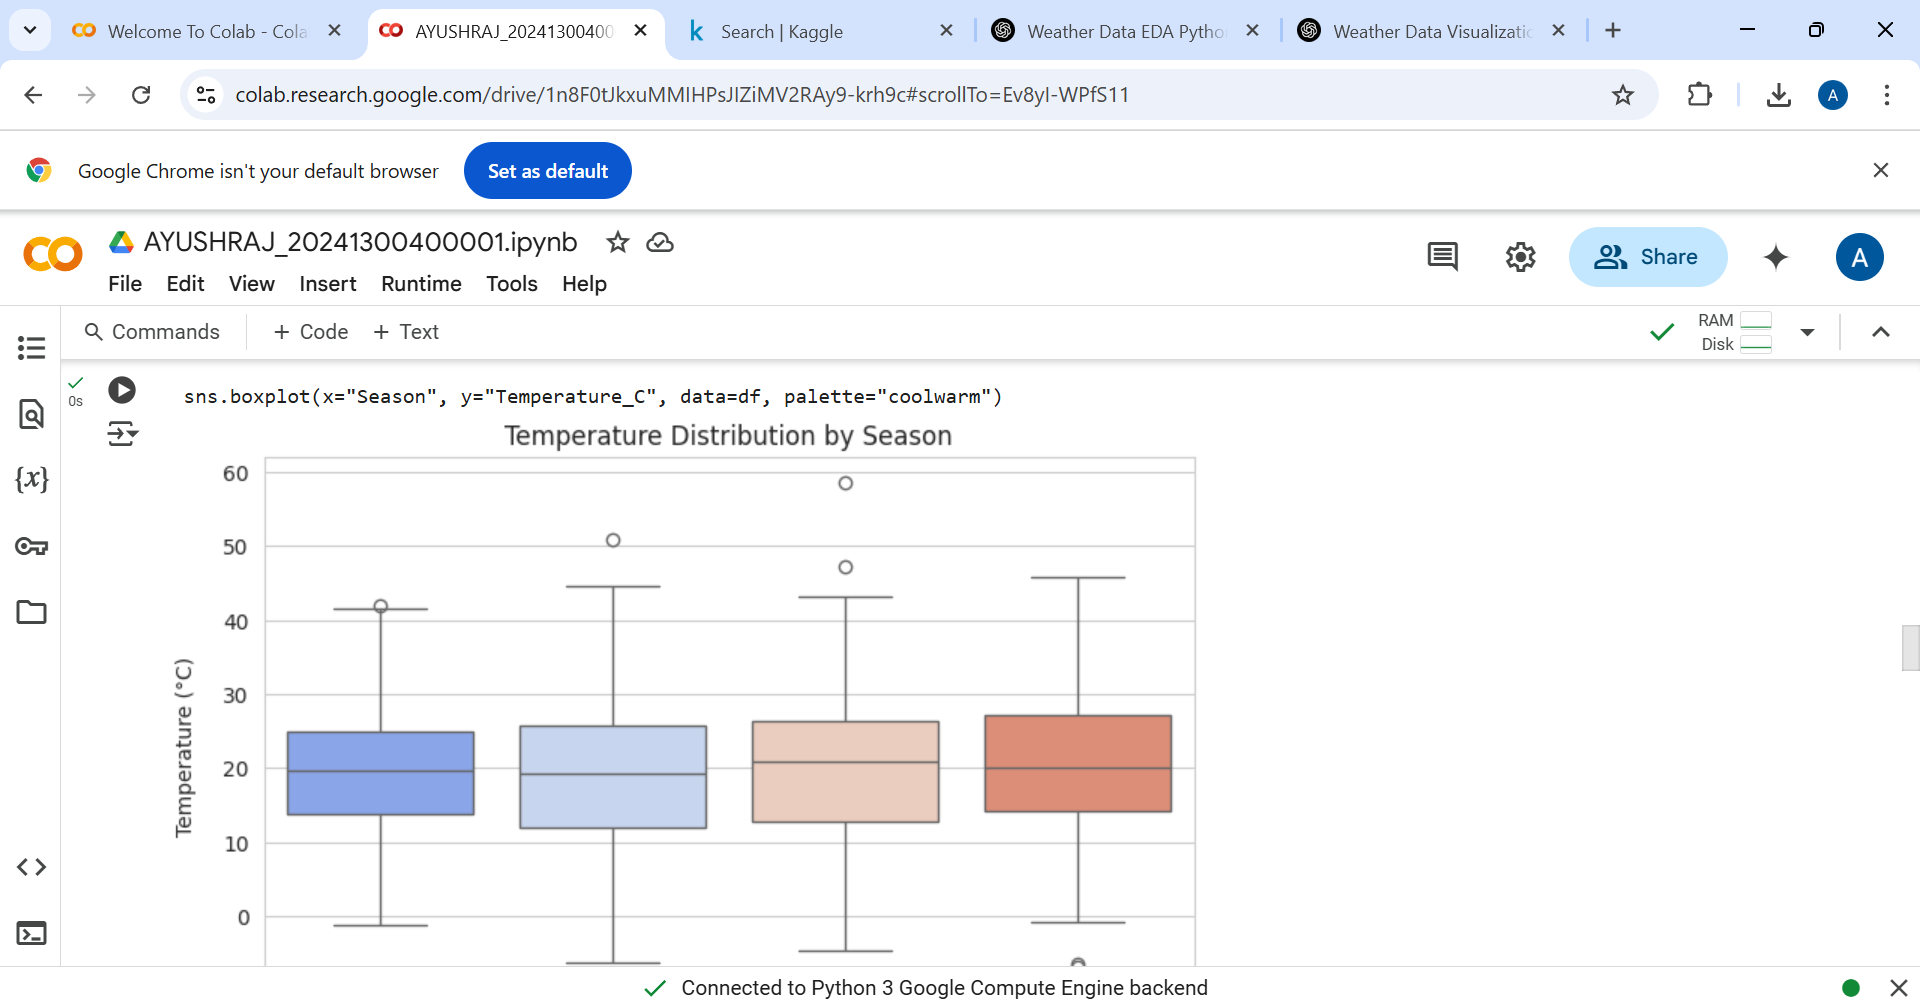 Welcome To Colab - Cola
AYUSHRAJ_2024130040
Search | Kaggle
Weather Data EDA Pytho
Weather Data Visualizati
colab.research.google.com/drive/1n8F0tJkxuMMIHPsJIZiMV2RAy9-krh9c#scrollTo=Ev8yI-WPfS11
A
Google Chrome isn't your default browser
Set as default
AYUSHRAJ_20241300400001.ipynb
File Edit View Insert Runtime Tools Help
Share
A
Commands + Code + Text
RAM
Disk
0s
sns.boxplot(x="Season", y="Temperature_C", data=df, palette="coolwarm")
Temperature Distribution by Season
60
50
40
30
20
10
0
Temperature (°C)
Connected to Python 3 Google Compute Engine backend